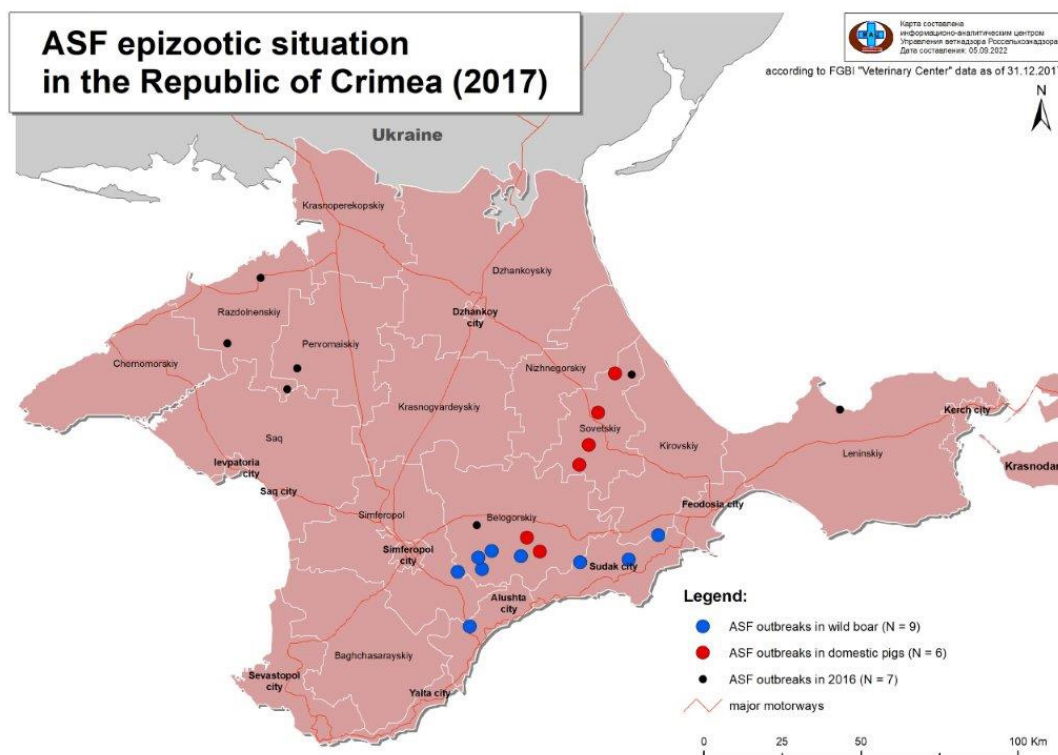 ASF epizootic situation
in the Republic of Crimea (2017)
Карта составлена
информационо-аналитическим центром
Управления ветнадзора Россельхознадзора
Дата составления: 05.09.2022
according to FGBI "Veterinary Center" data as of 31.12.2017
N
Ukraine
Krasnoperekopskiy
Dzhankoyskiy
Razdolnenskiy
Dzhankoy
city
Pervomaiskiy
Chernomorskiy
Nizhnegorskiy
Krasnogvardeyskiy
Kerch city
Sovetskiy
Saq
Kirovskiy
Leninskiy
Ievpatoria
city
Krasnodar
Saq city
Feodosia city
Simferopol
Belogorskiy
Simferopol
city
Sudak city
Alushta
city
Baghchasarayskiy
Sevastopol
city
Yalta city
Legend:
ASF outbreaks in wild boar (N = 9)
ASF outbreaks in domestic pigs (N = 6)
ASF outbreaks in 2016 (N = 7)
major motorways
0 25 50 100 Km